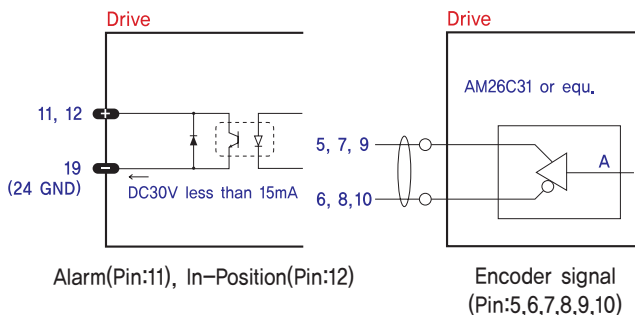 Drive
11, 12
+
19
(24 GND)
-
DC30V less than 15mA
Alarm(Pin:11), In-Position(Pin:12)
Drive
AM26C31 or equ.
5, 7, 9
A
6, 8,10
Encoder signal
(Pin:5,6,7,8,9,10)